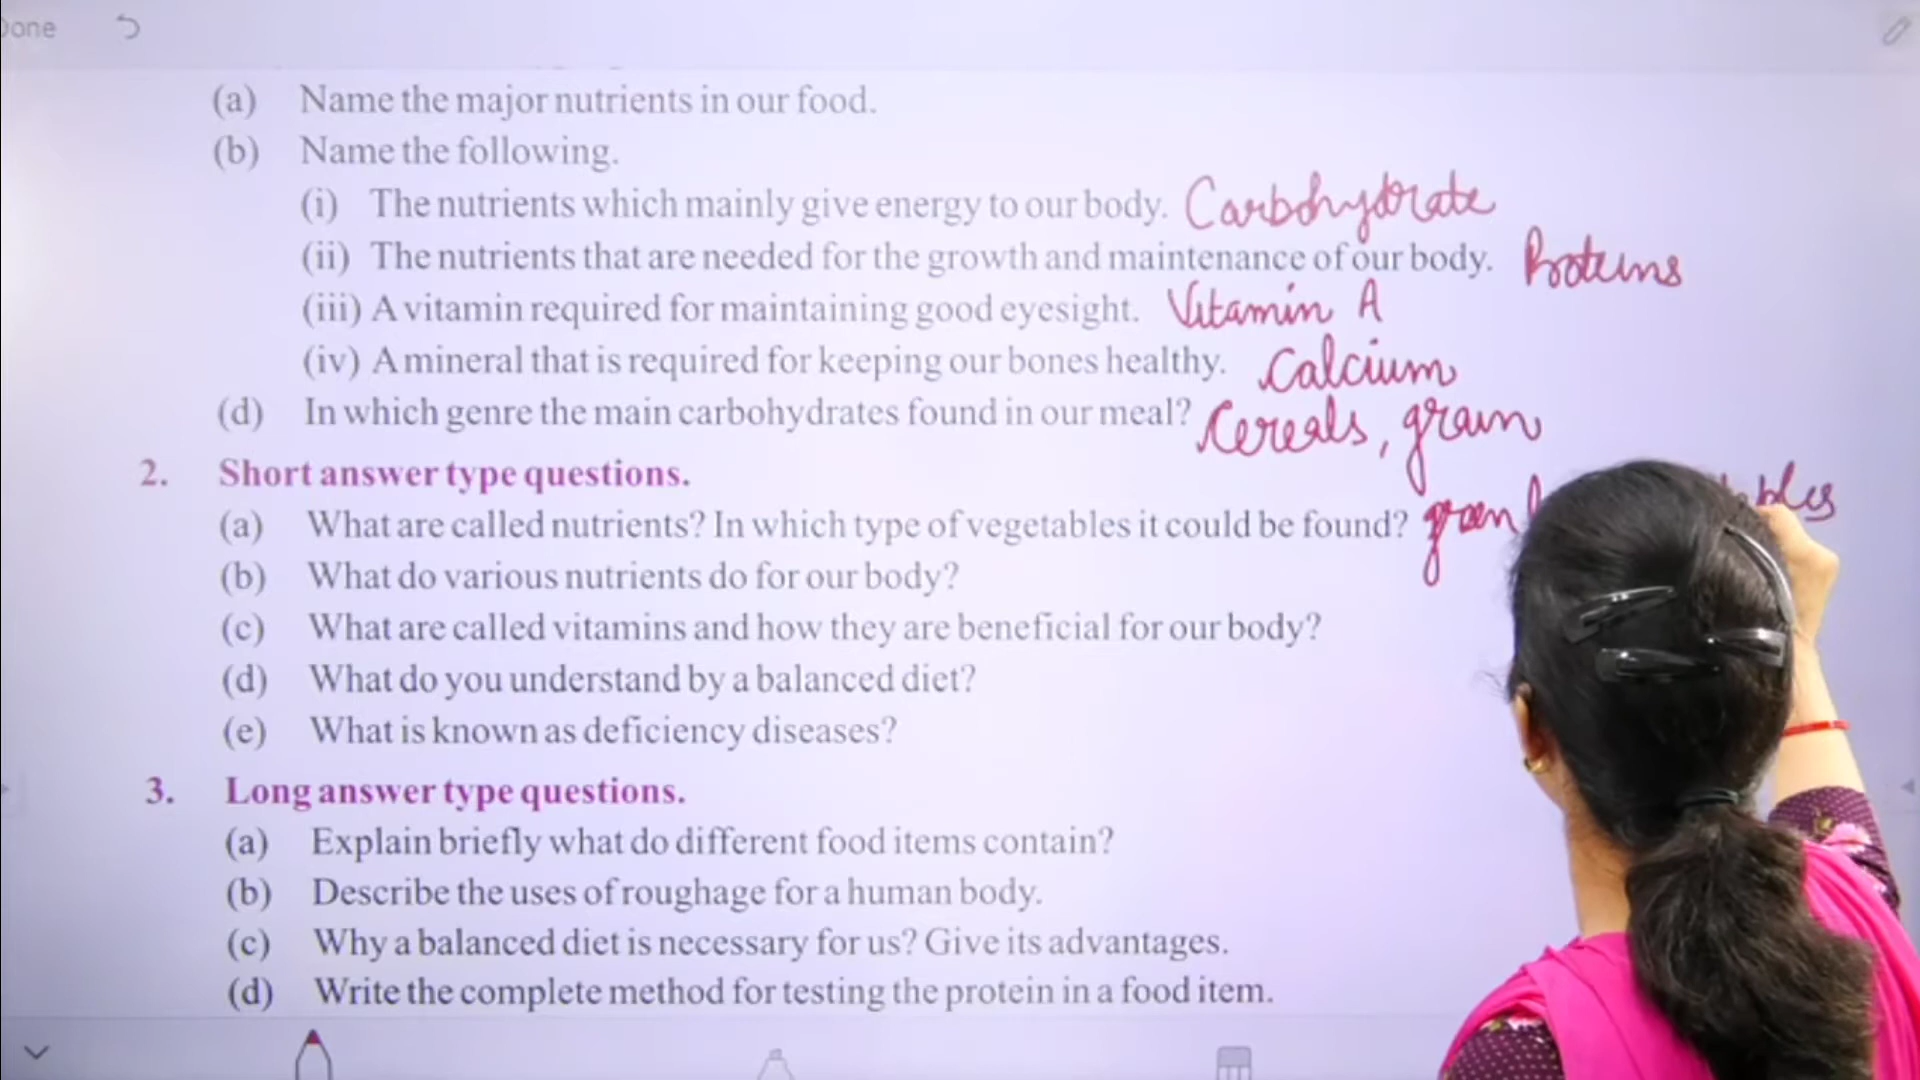 Done
(a) Name the major nutrients in our food.
(b) Name the following.
(i) The nutrients which mainly give energy to our body. Carbohydrate
(ii) The nutrients that are needed for the growth and maintenance of our body. Proteins
(iii) A vitamin required for maintaining good eyesight. Vitamin A
(iv) A mineral that is required for keeping our bones healthy. Calcium
(d) In which genre the main carbohydrates found in our meal? Cereals, grain
2. Short answer type questions.
(a) What are called nutrients? In which type of vegetables it could be found? green
(b) What do various nutrients do for our body?
(c) What are called vitamins and how they are beneficial for our body?
(d) What do you understand by a balanced diet?
(e) What is known as deficiency diseases?
3. Long answer type questions.
(a) Explain briefly what do different food items contain?
(b) Describe the uses of roughage for a human body.
(c) Why a balanced diet is necessary for us? Give its advantages.
(d) Write the complete method for testing the protein in a food item.